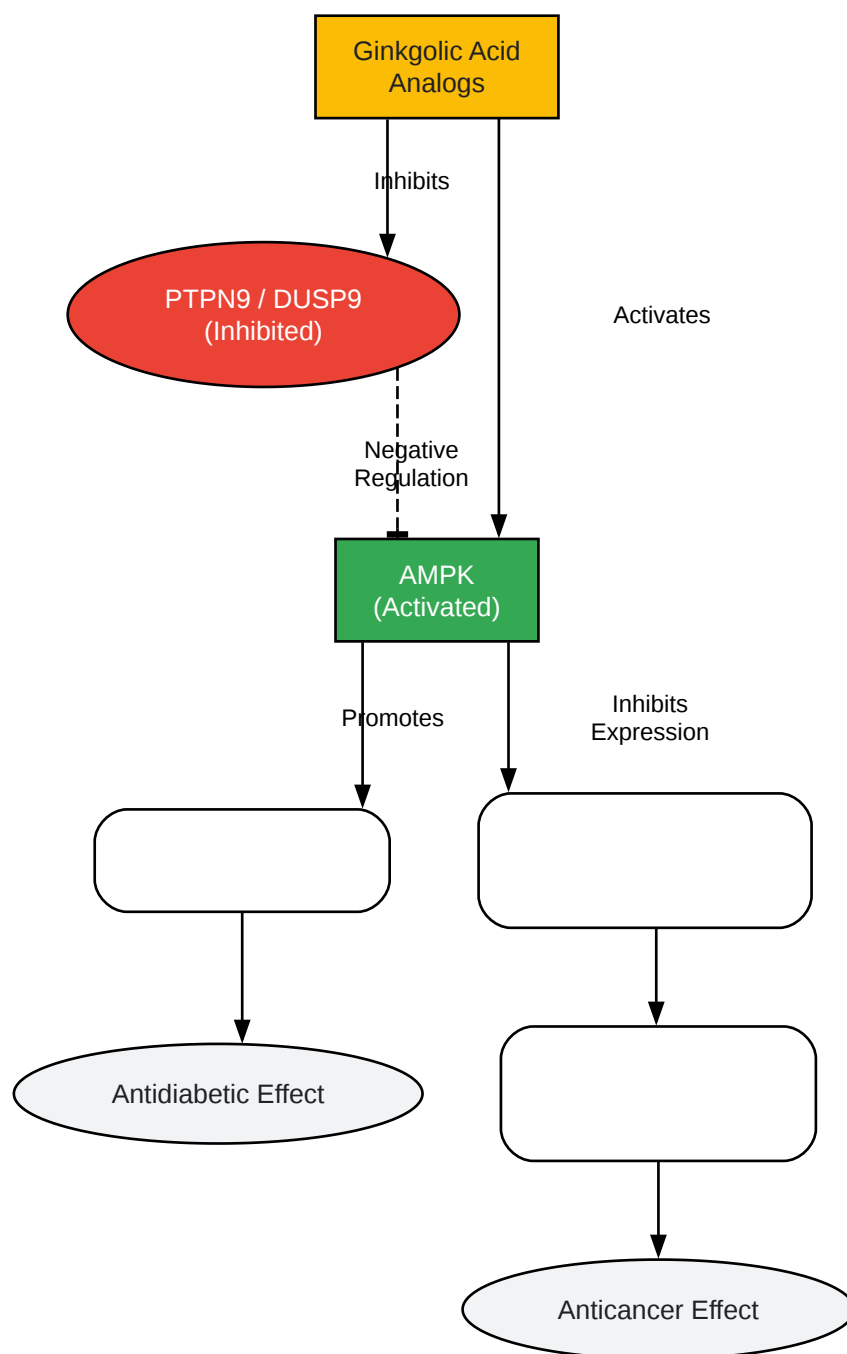 Ginkgolic Acid
Analogs
Inhibits
PTPN9 / DUSP9
(Inhibited)
Activates
Negative
Regulation
AMPK
(Activated)
Promotes
Inhibits
Expression
Antidiabetic Effect
Anticancer Effect